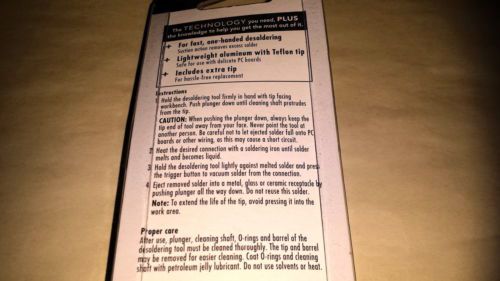 The TECHNOLOGY you need, PLUS
the knowledge to help you get the most out of it.
+ For fast, one-handed desoldering
Suction action removes excess solder
+ Lightweight aluminum with Teflon tip
Safe for use with delicate PC boards
+ Includes extra tip
For hassle-free replacement
Instructions
1 Hold the desoldering tool firmly in hand with tip facing
workbench. Push plunger down until cleaning shaft protrudes
from the tip.
CAUTION: When pushing the plunger down, always keep the
tip end of tool away from your face. Never point the tool at
another person. Be careful not to let ejected solder fall onto PC
boards or other wiring, as this may cause a short circuit.
2 Heat the desired connection with a soldering iron until solder
melts and becomes liquid.
3 Hold the desoldering tool lightly against melted solder and press
the trigger button to vacuum solder from the connection.
4 Eject removed solder into a metal, glass or ceramic receptacle by
pushing plunger all the way down. Do not reuse this solder.
Note: To extend the life of the tip, avoid pressing it into the
work area.
Proper care
After use, plunger, cleaning shaft, O-rings and barrel of the
desoldering tool must be cleaned thoroughly. The tip and barrel
may be removed for easier cleaning. Coat O-rings and cleaning
shaft with petroleum jelly lubricant. Do not use solvents or heat.